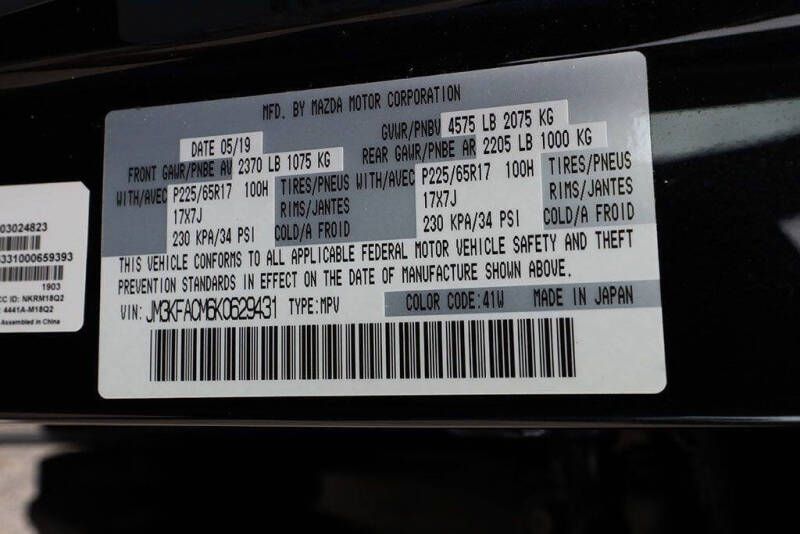 MFD. BY MAZDA MOTOR CORPORATION
DATE 05/19
GVWR/PNBV 4575 LB 2075 KG
FRONT GAWR/PNBE AV 2370 LB 1075 KG
REAR GAWR/PNBE AR 2205 LB 1000 KG
WITH/AVEC P225/65R17 100H TIRES/PNEUS
17X7J RIMS/JANTES
230 KPA/34 PSI COLD/A FROID
WITH/AVEC P225/65R17 100H TIRES/PNEUS
17X7J RIMS/JANTES
230 KPA/34 PSI COLD/A FROID
THIS VEHICLE CONFORMS TO ALL APPLICABLE FEDERAL MOTOR VEHICLE SAFETY AND THEFT
PREVENTION STANDARDS IN EFFECT ON THE DATE OF MANUFACTURE SHOWN ABOVE.
VIN: JM3KFACM6K0629431 TYPE:MPV COLOR CODE:41W MADE IN JAPAN
03024823
331000659393
1903
CC ID: NKRM18Q2
: 4441A-M18Q2
Assembled in China